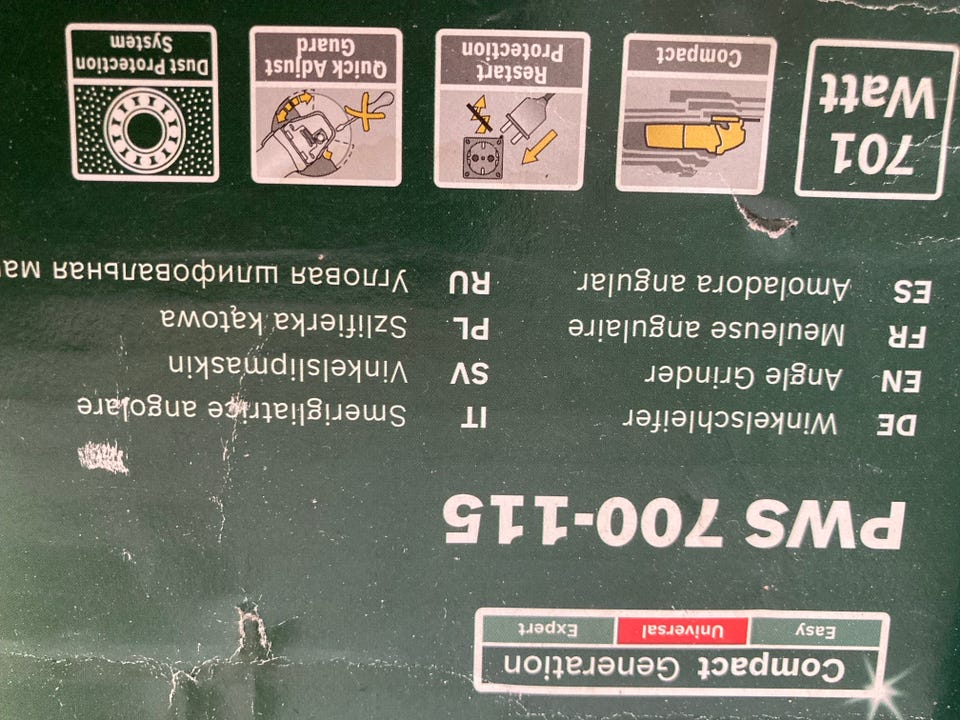 Compact Generation
Easy Universal Expert
PWS 700-115
DE Winkelschleifer
EN Angle Grinder
FR Meuleuse angulaire
ES Amoladora angular
IT Smerigliatrice angolare
SV Vinkelslipmaskin
PL Szlifierka kątowa
RU Угловая шлифовальная
701
Watt
Compact
Restart
Protection
Quick Adjust
Guard
Dust Protection
System